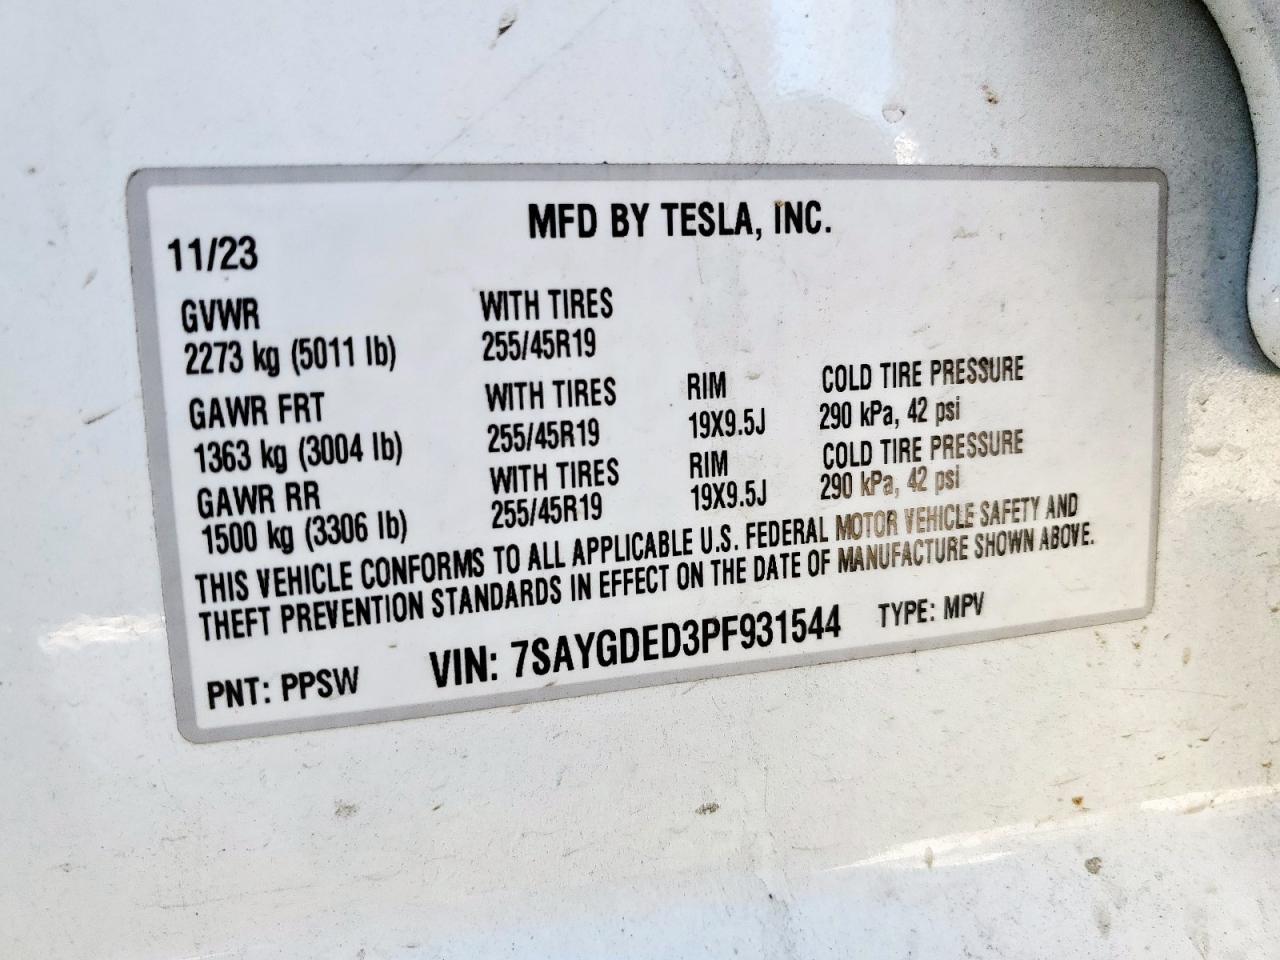 MFD BY TESLA, INC.
11/23
GVWR WITH TIRES
2273 kg (5011 lb) 255/45R19
GAWR FRT WITH TIRES RIM COLD TIRE PRESSURE
1363 kg (3004 lb) 255/45R19 19X9.5J 290 kPa, 42 psi
GAWR RR WITH TIRES RIM COLD TIRE PRESSURE
1500 kg (3306 lb) 255/45R19 19X9.5J 290 kPa, 42 psi
THIS VEHICLE CONFORMS TO ALL APPLICABLE U.S. FEDERAL MOTOR VEHICLE SAFETY AND
THEFT PREVENTION STANDARDS IN EFFECT ON THE DATE OF MANUFACTURE SHOWN ABOVE.
PNT: PPSW VIN: 7SAYGDED3PF931544 TYPE: MPV